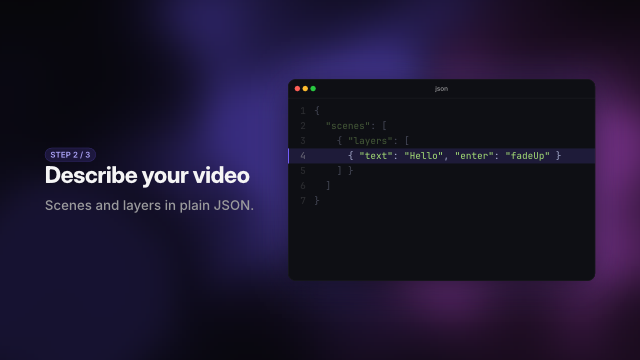 STEP 2 / 3
Describe your video
Scenes and layers in plain JSON.
json
1 {
2 "scenes": [
3 { "layers": [
4 { "text": "Hello", "enter": "fadeUp" }
5 ] }
6 ]
7 }